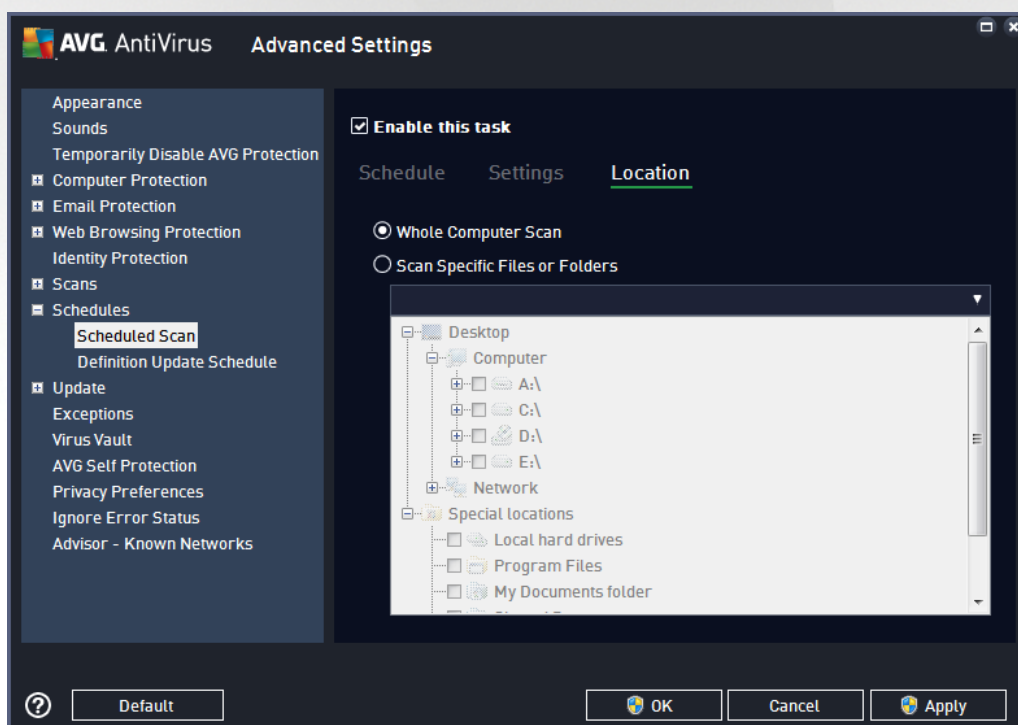 AVG. AntiVirus Advanced Settings
Appearance
Sounds
Temporarily Disable AVG Protection
Computer Protection
Email Protection
Web Browsing Protection
Identity Protection
Scans
Schedules
Scheduled Scan
Definition Update Schedule
Update
Exceptions
Virus Vault
AVG Self Protection
Privacy Preferences
Ignore Error Status
Advisor - Known Networks
Enable this task
Schedule Settings Location
Whole Computer Scan
Scan Specific Files or Folders
Desktop
Computer
A:\
C:\
D:\
E:\
Network
Special locations
Local hard drives
Program Files
My Documents folder
? Default OK Cancel Apply